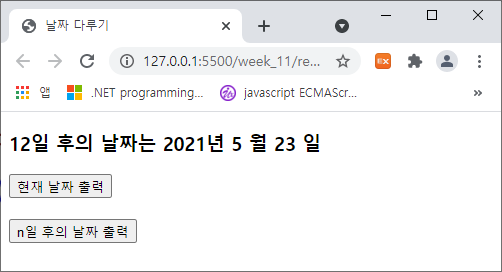 날짜 다루기
127.0.0.1:5500/week_11/re...
앱 .NET programming... javascript ECMAScr...
12일 후의 날짜는 2021년 5 월 23 일
현재 날짜 출력
n일 후의 날짜 출력